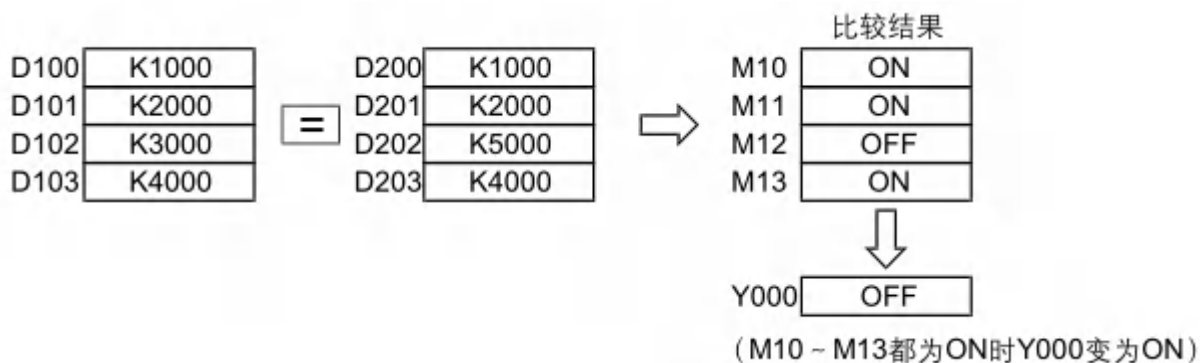 比较结果
D100 K1000 D200 K1000 M10 ON
D101 K2000 = D201 K2000 M11 ON
D102 K3000 D202 K5000 M12 OFF
D103 K4000 D203 K4000 M13 ON
Y000 OFF
（M10～M13都为ON时Y000变为ON）